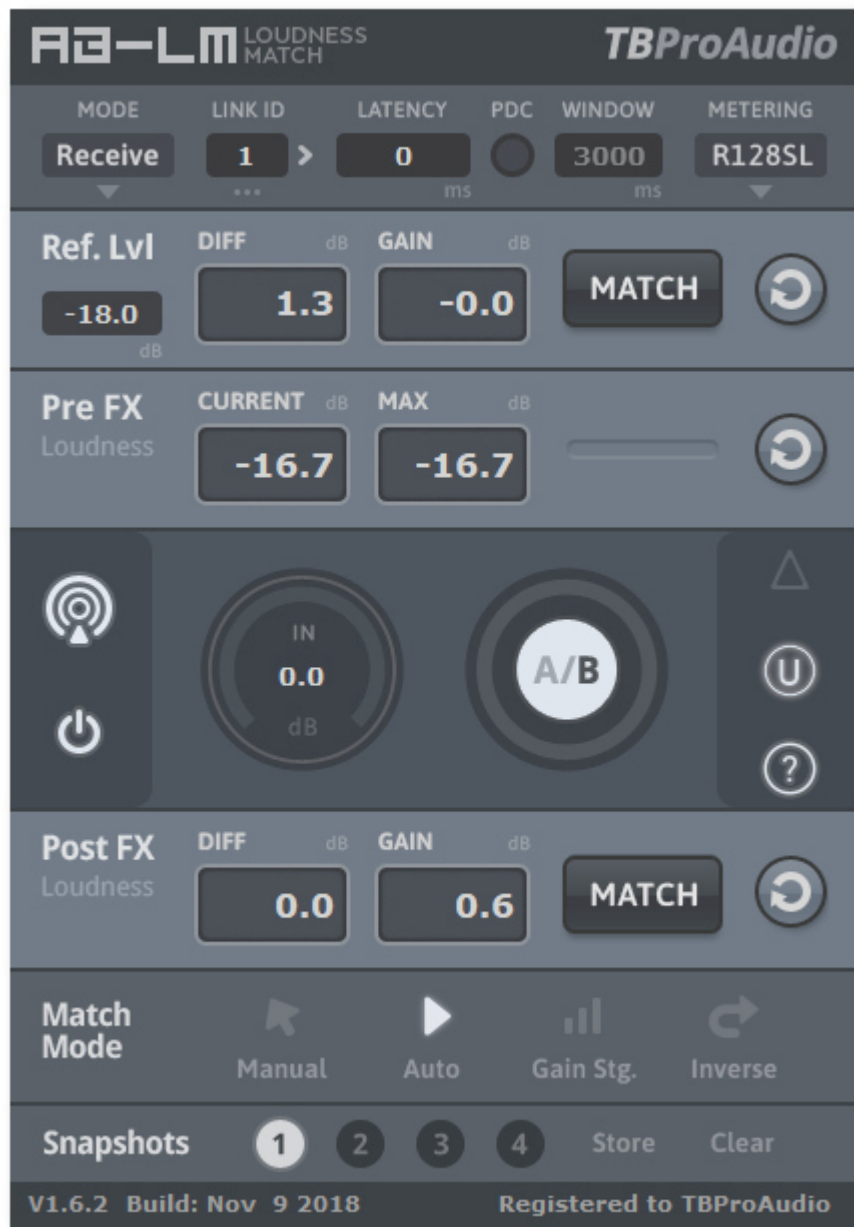 AB-LM LOUDNESS MATCH TBProAudio
MODE LINK ID LATENCY PDC WINDOW METERING
Receive 1 > 0 3000 R128SL
... ms ms
Ref. Lvl DIFF dB GAIN dB
-18.0 1.3 -0.0 MATCH
dB
Pre FX CURRENT dB MAX dB
Loudness -16.7 -16.7
IN
0.0 A/B U
dB
?
Post FX DIFF dB GAIN dB
Loudness 0.0 0.6 MATCH
Match Mode
Manual Auto Gain Stg. Inverse
Snapshots 1 2 3 4 Store Clear
V1.6.2 Build: Nov 9 2018 Registered to TBProAudio